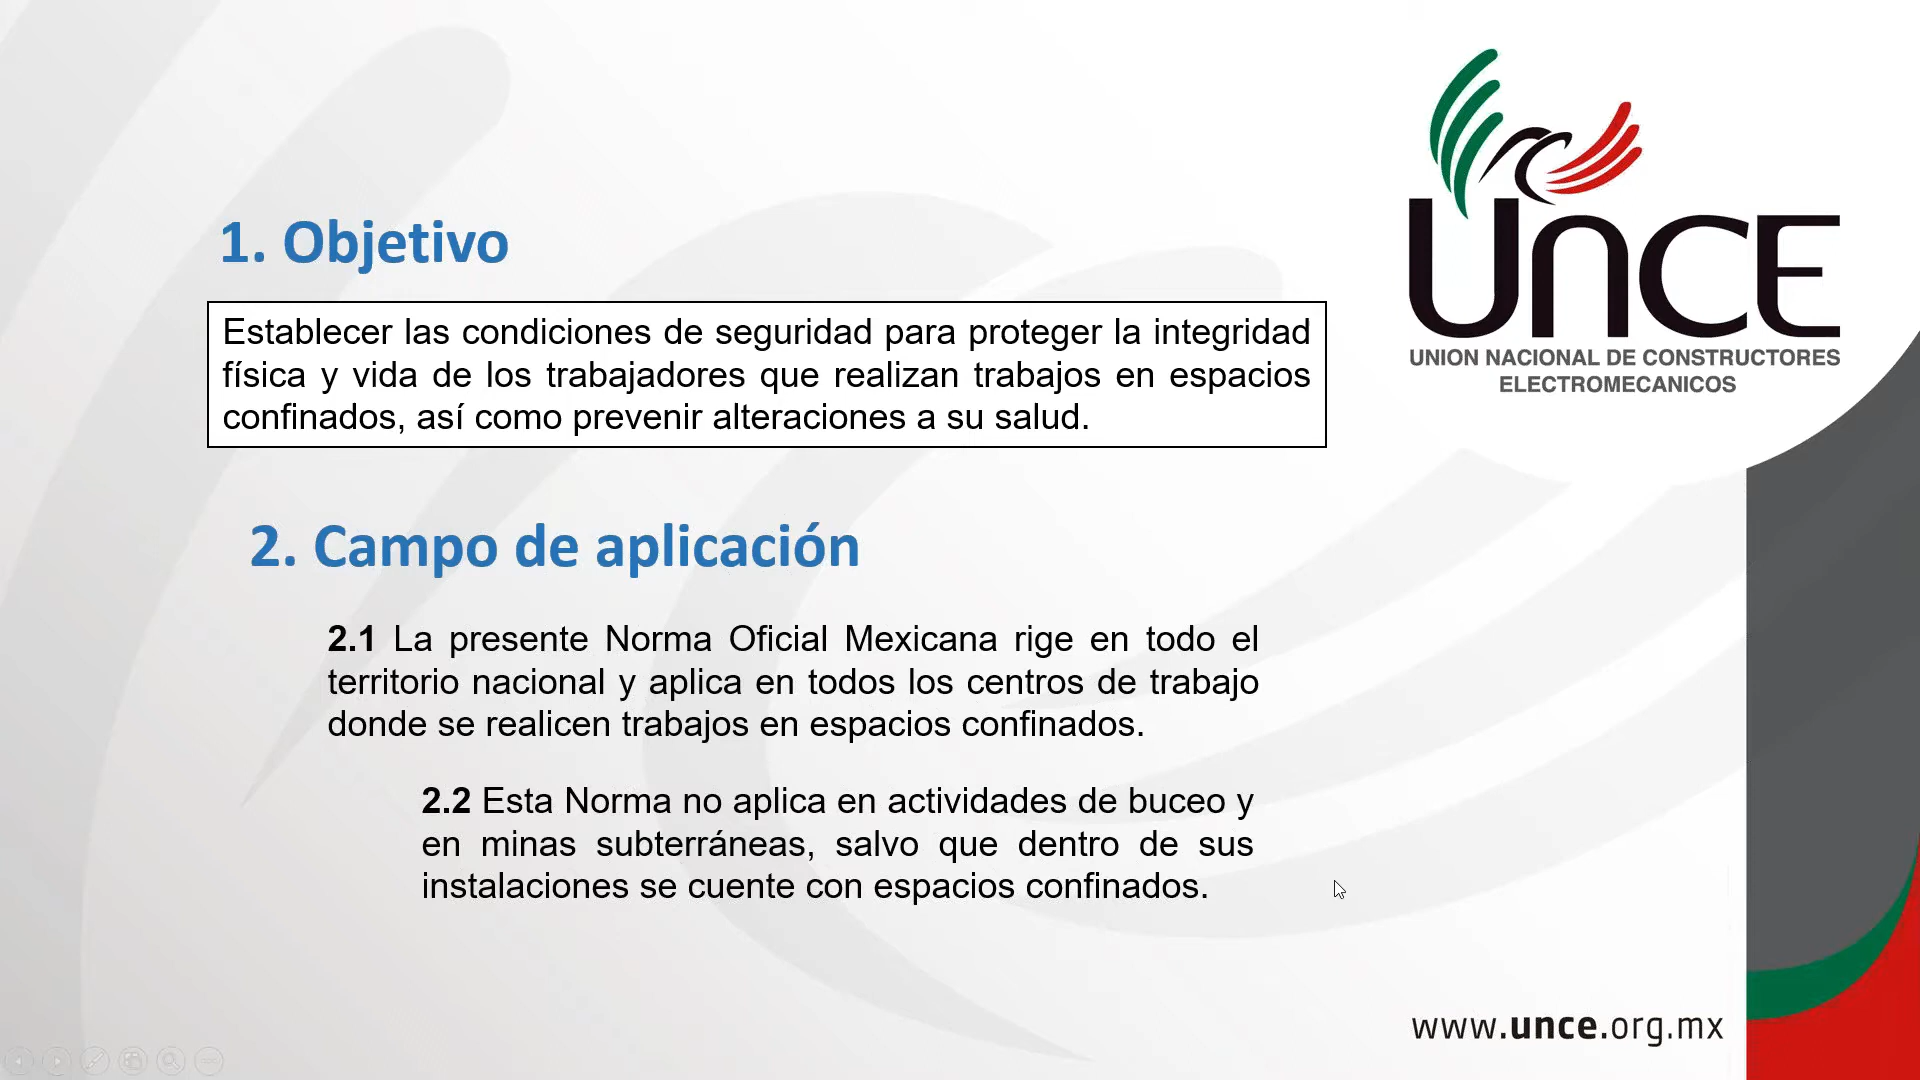 UNCE
UNION NACIONAL DE CONSTRUCTORES
ELECTROMECANICOS
1. Objetivo
Establecer las condiciones de seguridad para proteger la integridad
física y vida de los trabajadores que realizan trabajos en espacios
confinados, así como prevenir alteraciones a su salud.
2. Campo de aplicación
2.1 La presente Norma Oficial Mexicana rige en todo el
territorio nacional y aplica en todos los centros de trabajo
donde se realicen trabajos en espacios confinados.
2.2 Esta Norma no aplica en actividades de buceo y
en minas subterráneas, salvo que dentro de sus
instalaciones se cuente con espacios confinados.
www.unce.org.mx